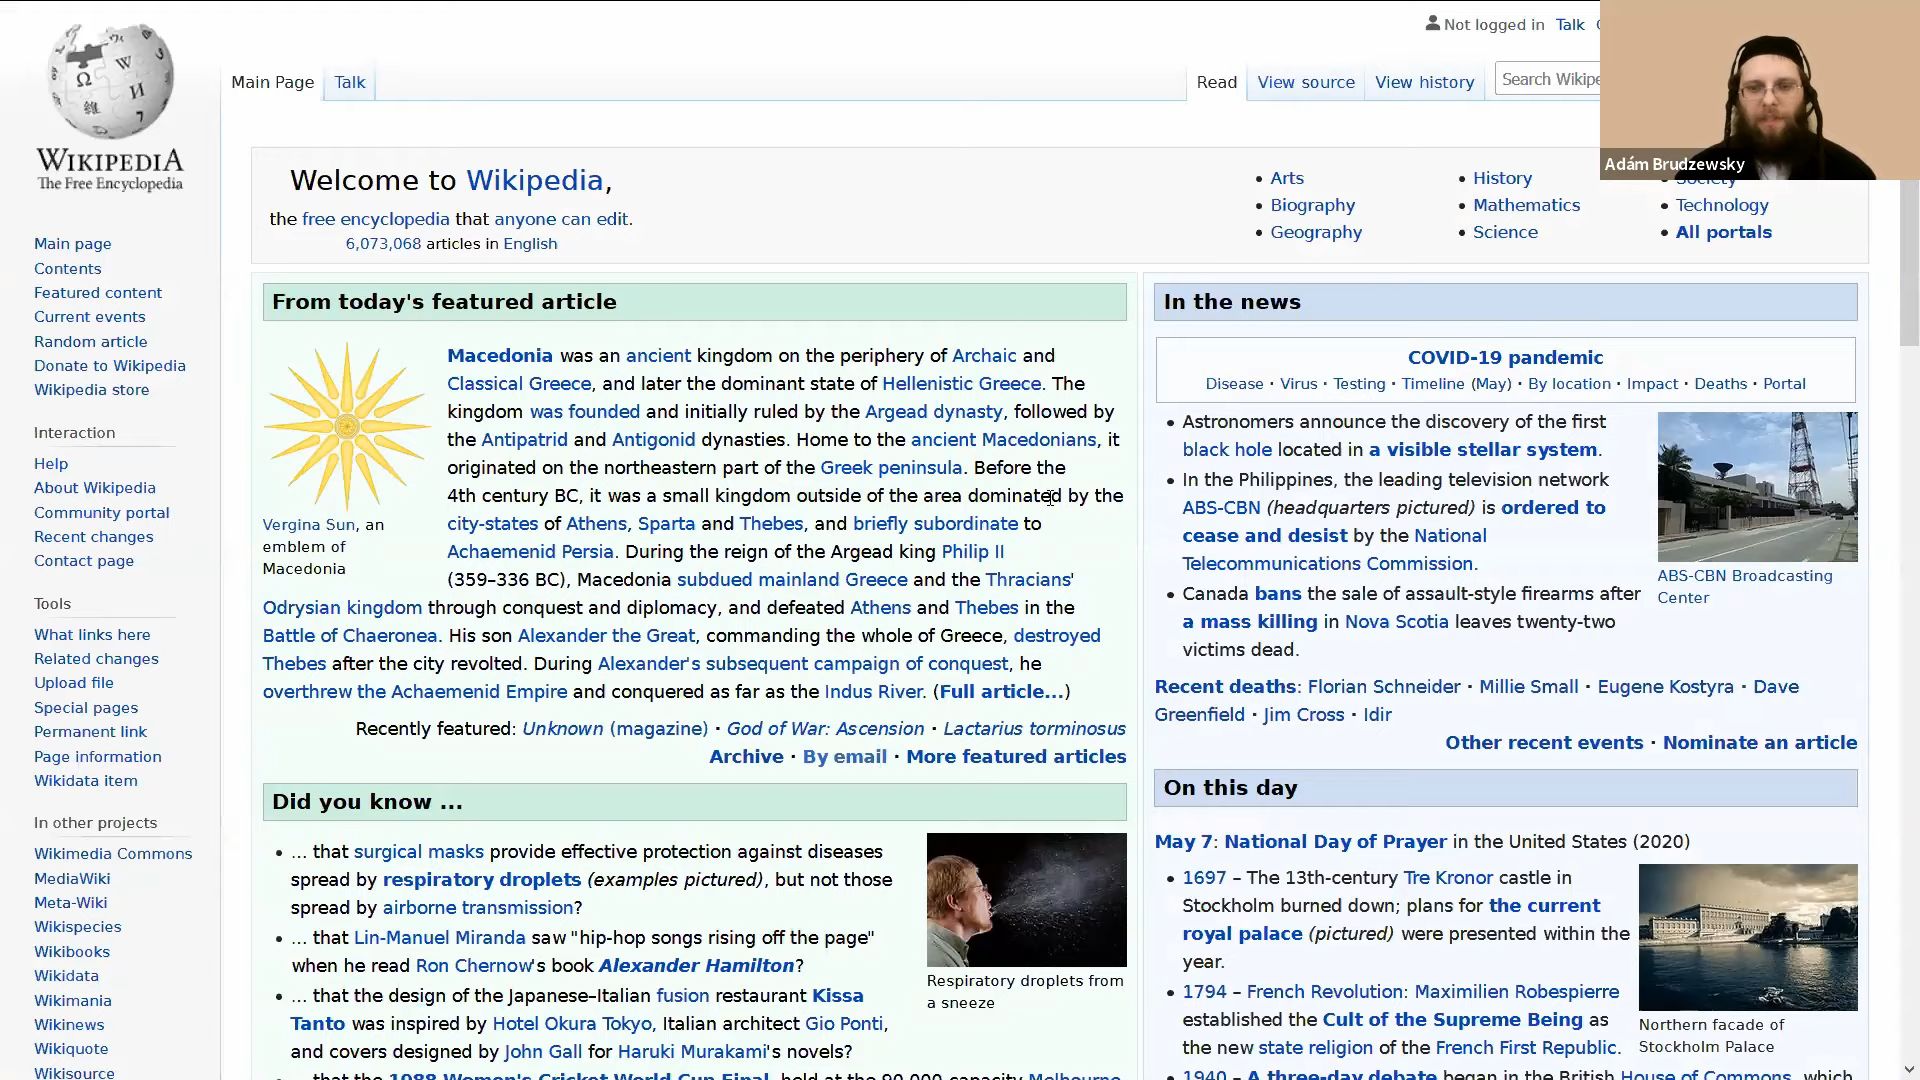 Not logged in Talk
Main Page Talk
Read View source View history Search Wikipe
WIKIPEDIA
The Free Encyclopedia
Adám Brudzewsky
Welcome to Wikipedia,
the free encyclopedia that anyone can edit.
6,073,068 articles in English
• Arts
• Biography
• Geography
• History
• Mathematics
• Science
• Society
• Technology
• All portals
Main page
Contents
Featured content
Current events
Random article
Donate to Wikipedia
Wikipedia store
Interaction
Help
About Wikipedia
Community portal
Recent changes
Contact page
Tools
What links here
Related changes
Upload file
Special pages
Permanent link
Page information
Wikidata item
In other projects
Wikimedia Commons
MediaWiki
Meta-Wiki
Wikispecies
Wikibooks
Wikidata
Wikimania
Wikinews
Wikiquote
Wikisource
From today's featured article
Macedonia was an ancient kingdom on the periphery of Archaic and
Classical Greece, and later the dominant state of Hellenistic Greece. The
kingdom was founded and initially ruled by the Argead dynasty, followed by
the Antipatrid and Antigonid dynasties. Home to the ancient Macedonians, it
originated on the northeastern part of the Greek peninsula. Before the
4th century BC, it was a small kingdom outside of the area dominated by the
city-states of Athens, Sparta and Thebes, and briefly subordinate to
Achaemenid Persia. During the reign of the Argead king Philip II
(359–336 BC), Macedonia subdued mainland Greece and the Thracians'
Odrysian kingdom through conquest and diplomacy, and defeated Athens and Thebes in the
Battle of Chaeronea. His son Alexander the Great, commanding the whole of Greece, destroyed
Thebes after the city revolted. During Alexander's subsequent campaign of conquest, he
overthrew the Achaemenid Empire and conquered as far as the Indus River. (Full article...)
Vergina Sun, an
emblem of
Macedonia
Recently featured: Unknown (magazine) · God of War: Ascension · Lactarius torminosus
Archive · By email · More featured articles
Did you know ...
• ... that surgical masks provide effective protection against diseases
spread by respiratory droplets (examples pictured), but not those
spread by airborne transmission?
• ... that Lin-Manuel Miranda saw "hip-hop songs rising off the page"
when he read Ron Chernow's book Alexander Hamilton?
• ... that the design of the Japanese–Italian fusion restaurant Kissa
Tanto was inspired by Hotel Okura Tokyo, Italian architect Gio Ponti,
and covers designed by John Gall for Haruki Murakami's novels?
• ... that the 1988 Women's Cricket World Cup Final, held at the 90,000-capacity Melbourne
Respiratory droplets from
a sneeze
In the news
COVID-19 pandemic
Disease · Virus · Testing · Timeline (May) · By location · Impact · Deaths · Portal
• Astronomers announce the discovery of the first
black hole located in a visible stellar system.
• In the Philippines, the leading television network
ABS-CBN (headquarters pictured) is ordered to
cease and desist by the National
Telecommunications Commission.
• Canada bans the sale of assault-style firearms after
a mass killing in Nova Scotia leaves twenty-two
victims dead.
ABS-CBN Broadcasting
Center
Recent deaths: Florian Schneider · Millie Small · Eugene Kostyra · Dave
Greenfield · Jim Cross · Idir
Other recent events · Nominate an article
On this day
May 7: National Day of Prayer in the United States (2020)
• 1697 – The 13th-century Tre Kronor castle in
Stockholm burned down; plans for the current
royal palace (pictured) were presented within the
year.
• 1794 – French Revolution: Maximilien Robespierre
established the Cult of the Supreme Being as
the new state religion of the French First Republic.
• 1940 – A three-day debate began in the British House of Commons, which
Northern facade of
Stockholm Palace